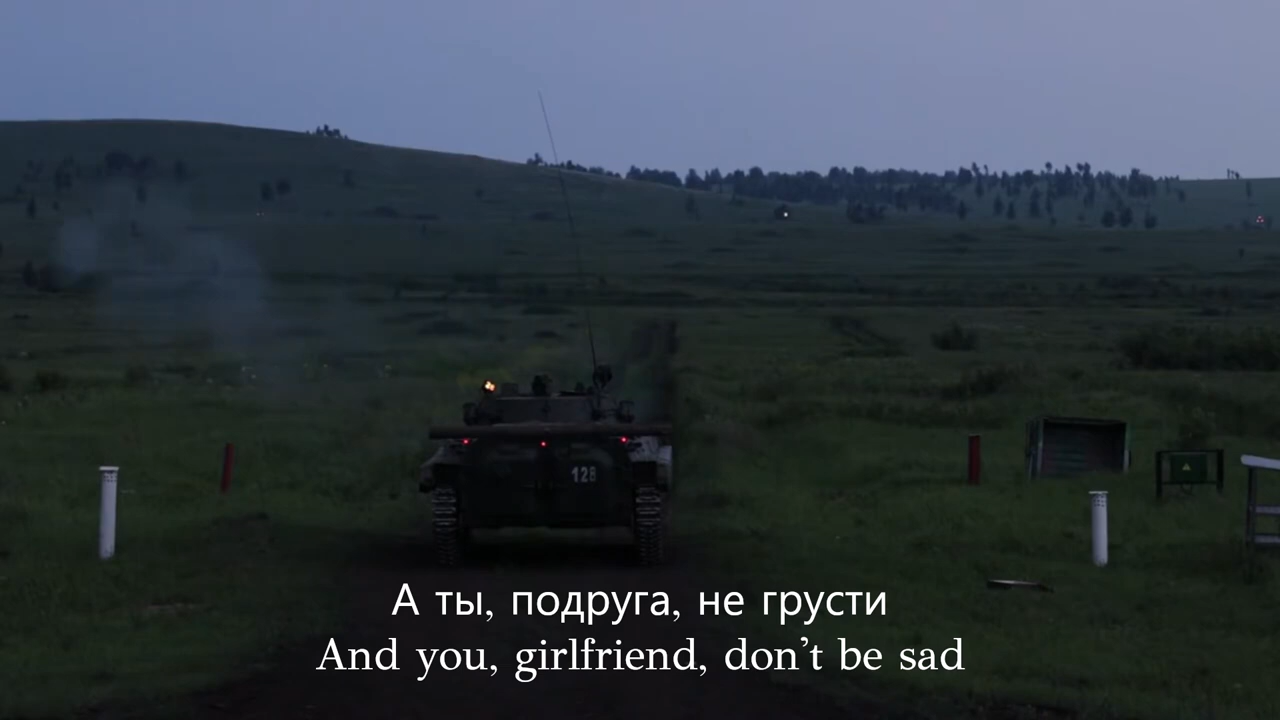 128
А ты, подруга, не грусти
And you, girlfriend, don't be sad